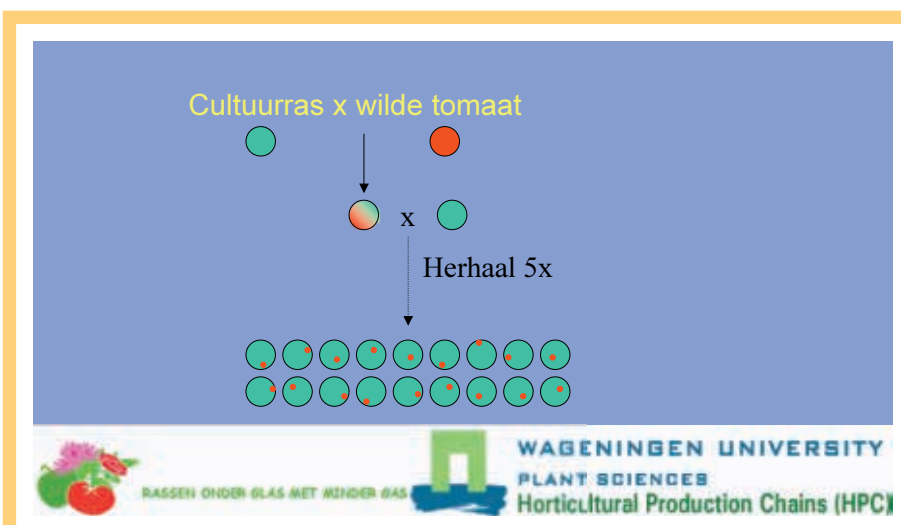 Cultuurras x wilde tomaat
x
Herhaal 5x
RASSEN ONDER GLAS MET MINDER GAS
WAGENINGEN UNIVERSITY
PLANT SCIENCES
Horticultural Production Chains (HPC)